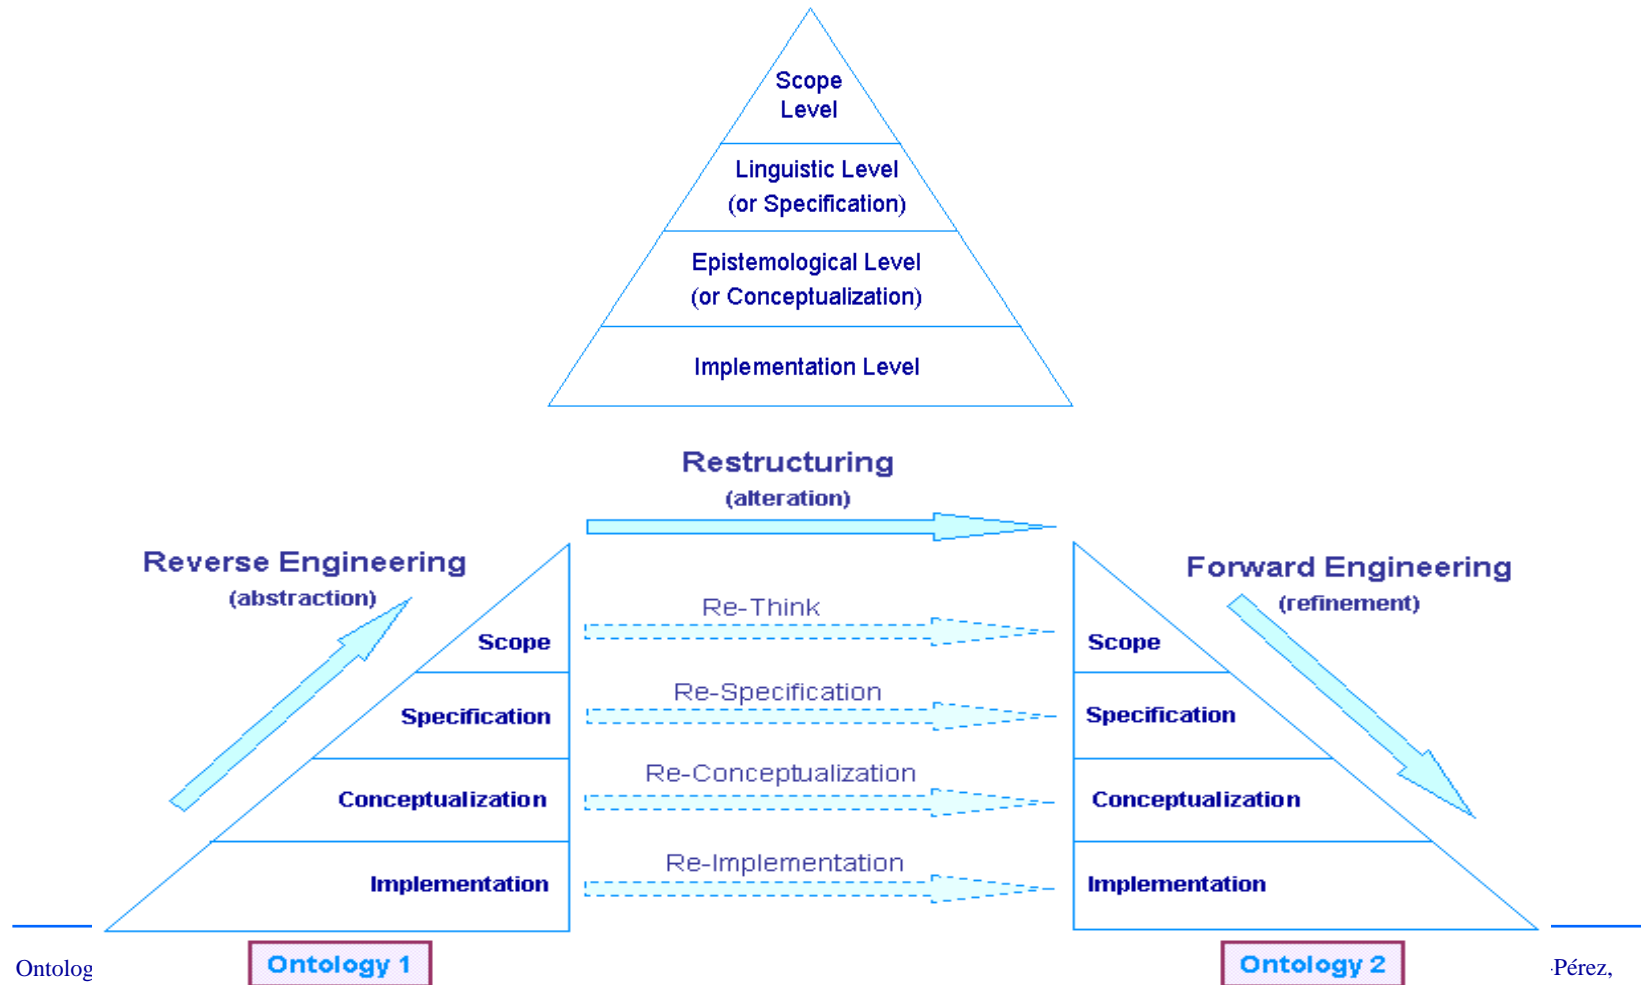 Scope
Level
Linguistic Level
(or Specification)
Epistemological Level
(or Conceptualization)
Implementation Level
Restructuring
(alteration)
Reverse Engineering
(abstraction)
Forward Engineering
(refinement)
Re-Think
Scope
Scope
Re-Specification
Specification
Specification
Re-Conceptualization
Conceptualization
Conceptualization
Re-Implementation
Implementation
Implementation
Ontology 1
Ontology 2
Ontolog
-Pérez,